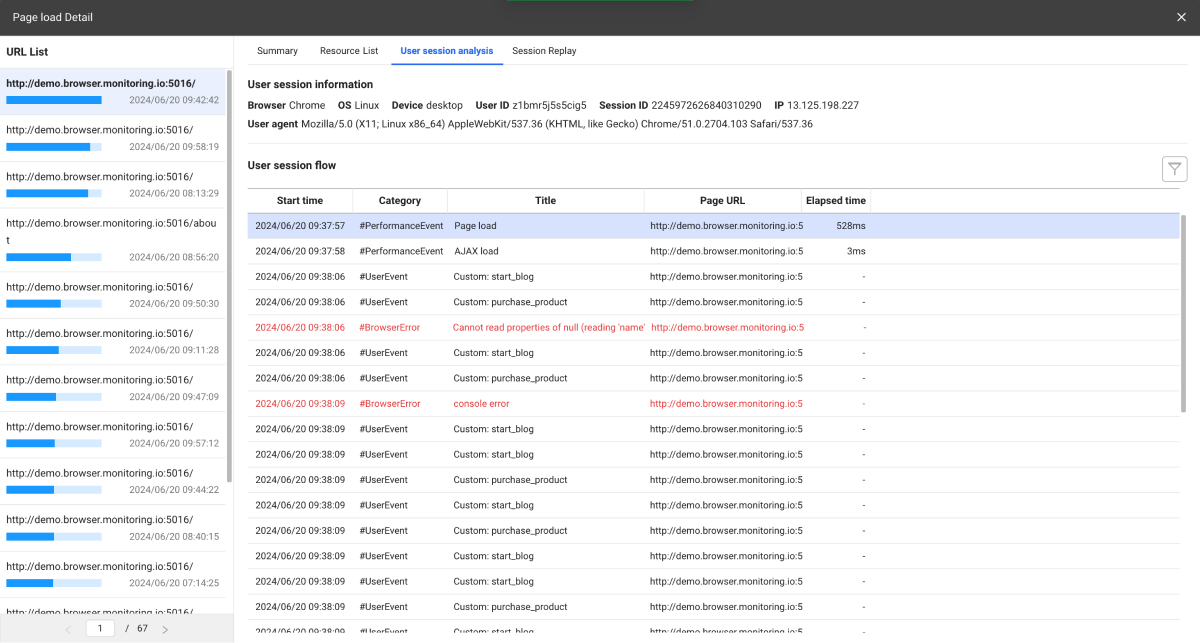 Page load Detail
URL List
http://demo.browser.monitoring.io:5016/
2024/06/20 09:42:42
http://demo.browser.monitoring.io:5016/
2024/06/20 09:58:19
http://demo.browser.monitoring.io:5016/
2024/06/20 08:13:29
http://demo.browser.monitoring.io:5016/abou
t
2024/06/20 08:56:20
http://demo.browser.monitoring.io:5016/
2024/06/20 09:50:30
http://demo.browser.monitoring.io:5016/
2024/06/20 09:11:28
http://demo.browser.monitoring.io:5016/
2024/06/20 09:47:09
http://demo.browser.monitoring.io:5016/
2024/06/20 09:57:12
http://demo.browser.monitoring.io:5016/
2024/06/20 09:44:22
http://demo.browser.monitoring.io:5016/
2024/06/20 08:40:15
http://demo.browser.monitoring.io:5016/
2024/06/20 07:14:25
http://demo.browser.monitoring.io:5016/
1 / 67
Summary Resource List User session analysis Session Replay
User session information
Browser Chrome OS Linux Device desktop User ID z1bmr5j5s5cig5 Session ID 2245972626840310290 IP 13.125.198.227
User agent Mozilla/5.0 (X11; Linux x86_64) AppleWebKit/537.36 (KHTML, like Gecko) Chrome/51.0.2704.103 Safari/537.36
User session flow
Start time Category Title Page URL Elapsed time
2024/06/20 09:37:57 #PerformanceEvent Page load http://demo.browser.monitoring.io:5 528ms
2024/06/20 09:37:58 #PerformanceEvent AJAX load http://demo.browser.monitoring.io:5 3ms
2024/06/20 09:38:06 #UserEvent Custom: start_blog http://demo.browser.monitoring.io:5 -
2024/06/20 09:38:06 #UserEvent Custom: purchase_product http://demo.browser.monitoring.io:5 -
2024/06/20 09:38:06 #BrowserError Cannot read properties of null (reading 'name' http://demo.browser.monitoring.io:5 -
2024/06/20 09:38:06 #UserEvent Custom: start_blog http://demo.browser.monitoring.io:5 -
2024/06/20 09:38:06 #UserEvent Custom: purchase_product http://demo.browser.monitoring.io:5 -
2024/06/20 09:38:09 #BrowserError console error http://demo.browser.monitoring.io:5 -
2024/06/20 09:38:09 #UserEvent Custom: start_blog http://demo.browser.monitoring.io:5 -
2024/06/20 09:38:09 #UserEvent Custom: start_blog http://demo.browser.monitoring.io:5 -
2024/06/20 09:38:09 #UserEvent Custom: purchase_product http://demo.browser.monitoring.io:5 -
2024/06/20 09:38:09 #UserEvent Custom: start_blog http://demo.browser.monitoring.io:5 -
2024/06/20 09:38:09 #UserEvent Custom: purchase_product http://demo.browser.monitoring.io:5 -
2024/06/20 09:38:09 #UserEvent Custom: start_blog http://demo.browser.monitoring.io:5 -
2024/06/20 09:38:09 #UserEvent Custom: start_blog http://demo.browser.monitoring.io:5 -
2024/06/20 09:38:09 #UserEvent Custom: purchase_product http://demo.browser.monitoring.io:5 -
2024/06/20 09:38:09 #UserEvent Custom: start_blog http://demo.browser.monitoring.io:5 -